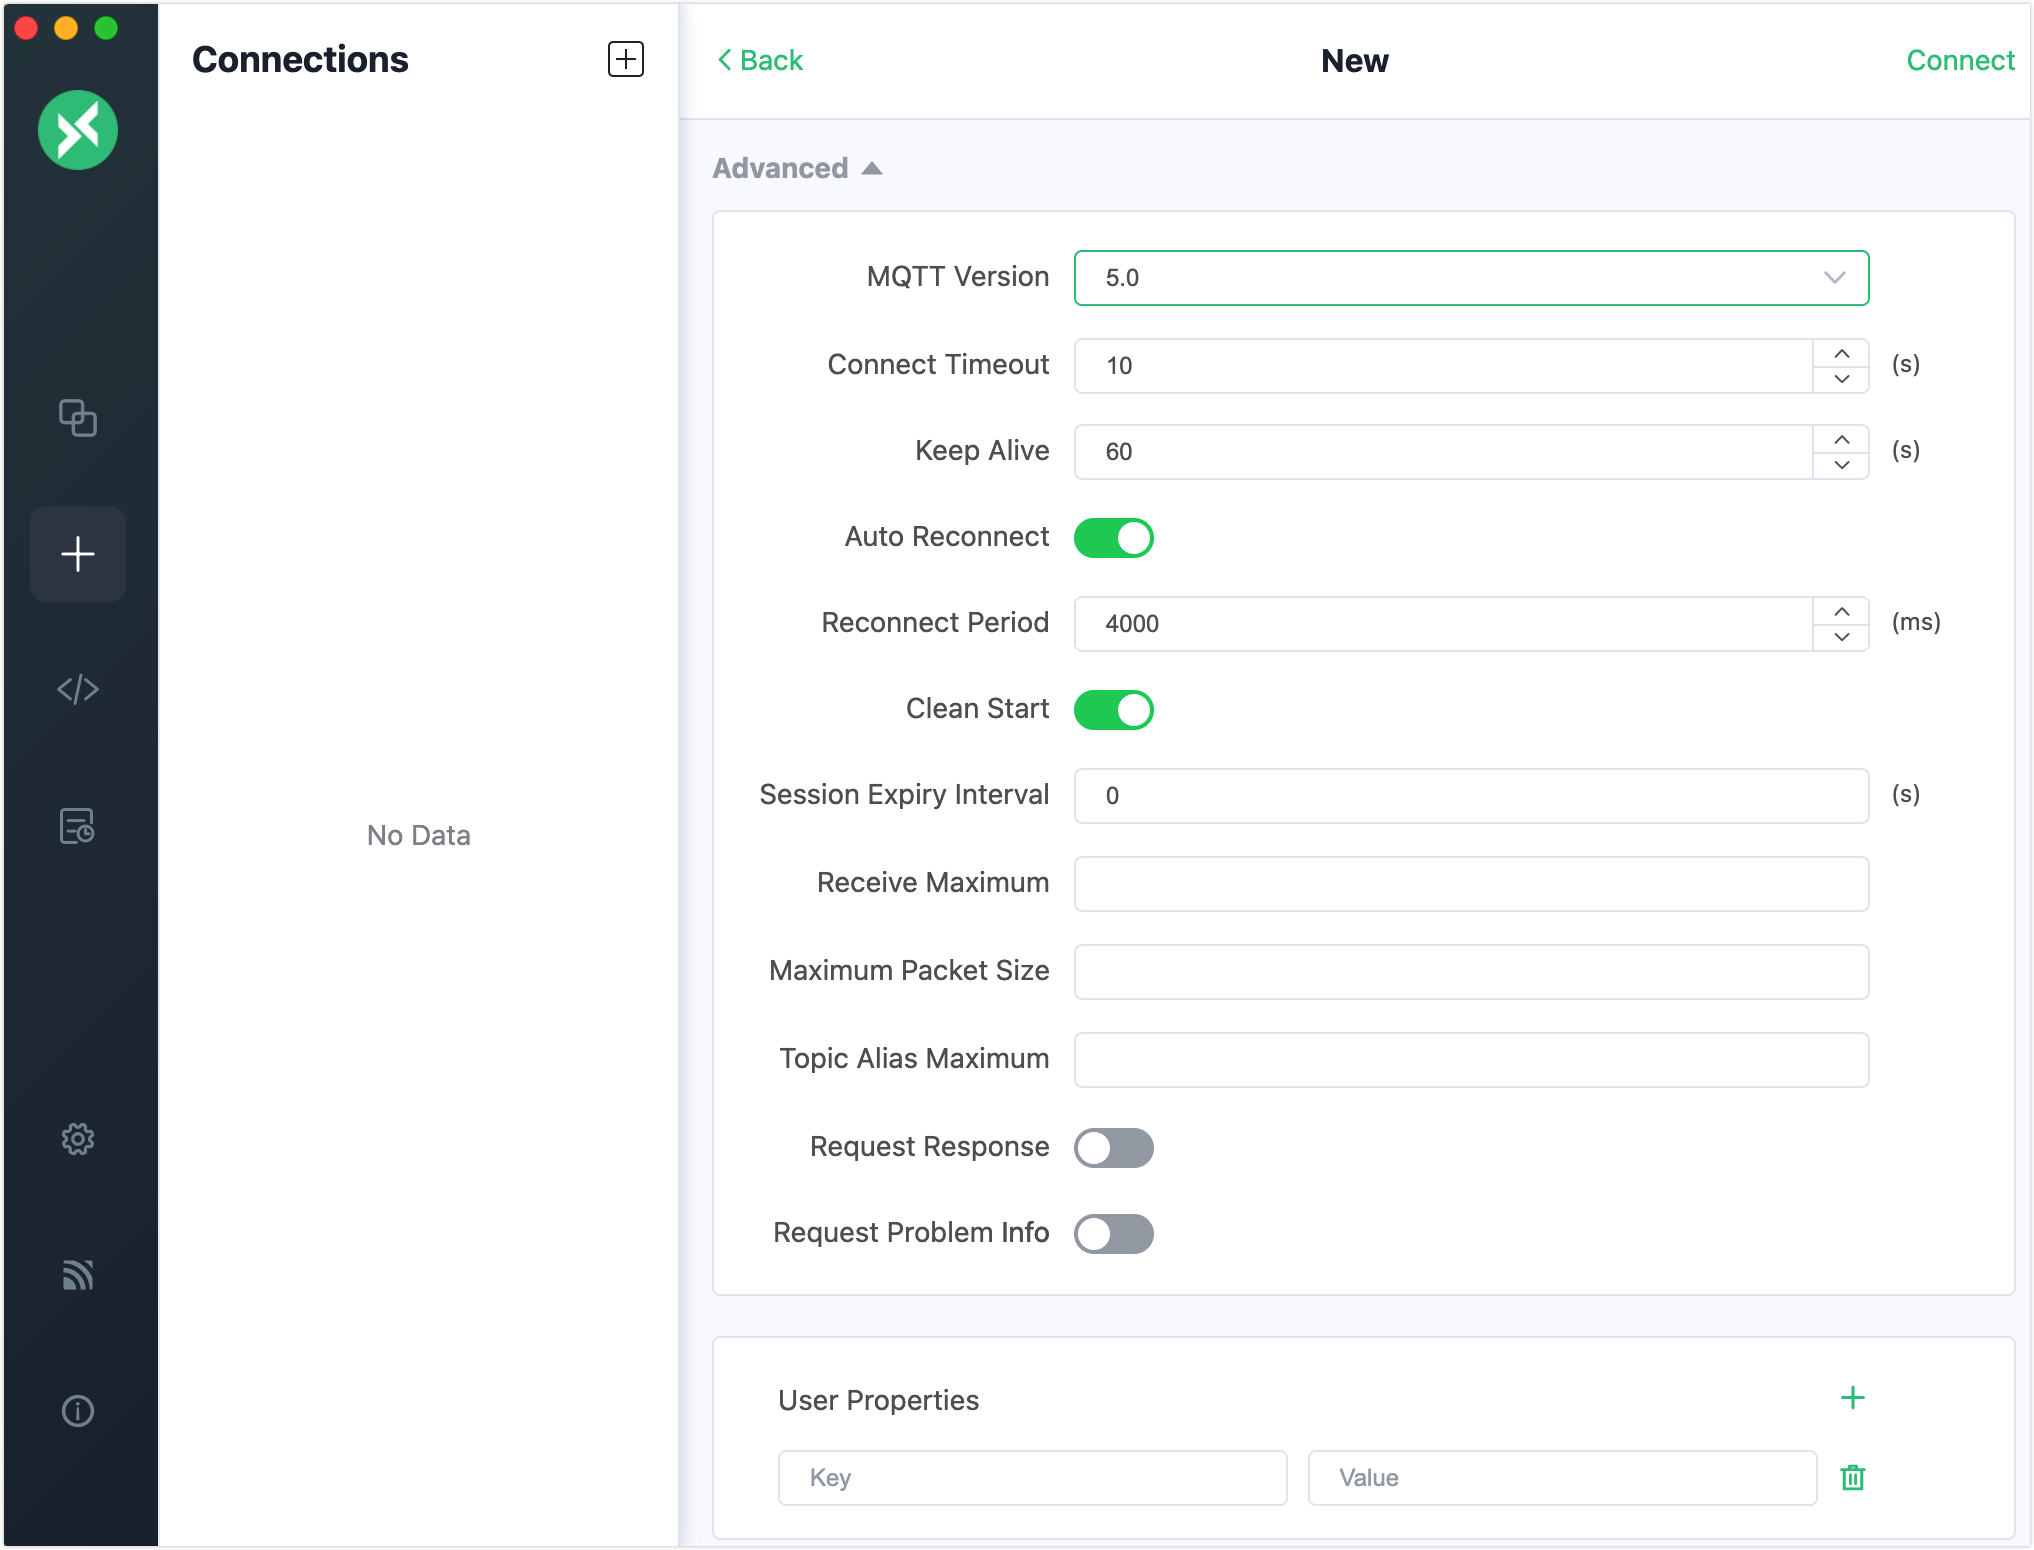 Connections
Back
New
Connect
Advanced
MQTT Version
5.0
Connect Timeout
10
(s)
Keep Alive
60
(s)
Auto Reconnect
Reconnect Period
4000
(ms)
Clean Start
Session Expiry Interval
0
(s)
Receive Maximum
Maximum Packet Size
Topic Alias Maximum
Request Response
Request Problem Info
No Data
User Properties
Key
Value